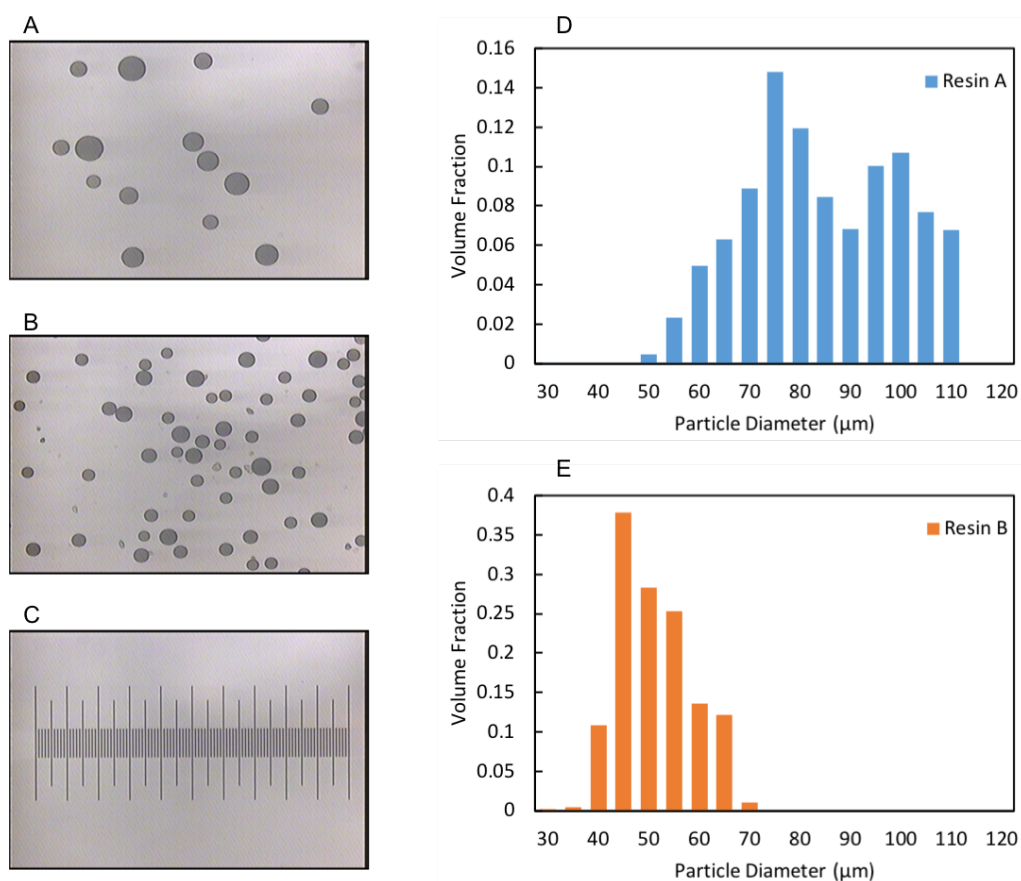 A
B
C
D
0.16
0.14
0.12
0.1
0.08
0.06
0.04
0.02
0
Volume Fraction
Resin A
30 40 50 60 70 80 90 100 110 120
Particle Diameter (µm)
E
0.4
0.35
0.3
0.25
0.2
0.15
0.1
0.05
0
Volume Fraction
Resin B
30 40 50 60 70 80 90 100 110 120
Particle Diameter (µm)